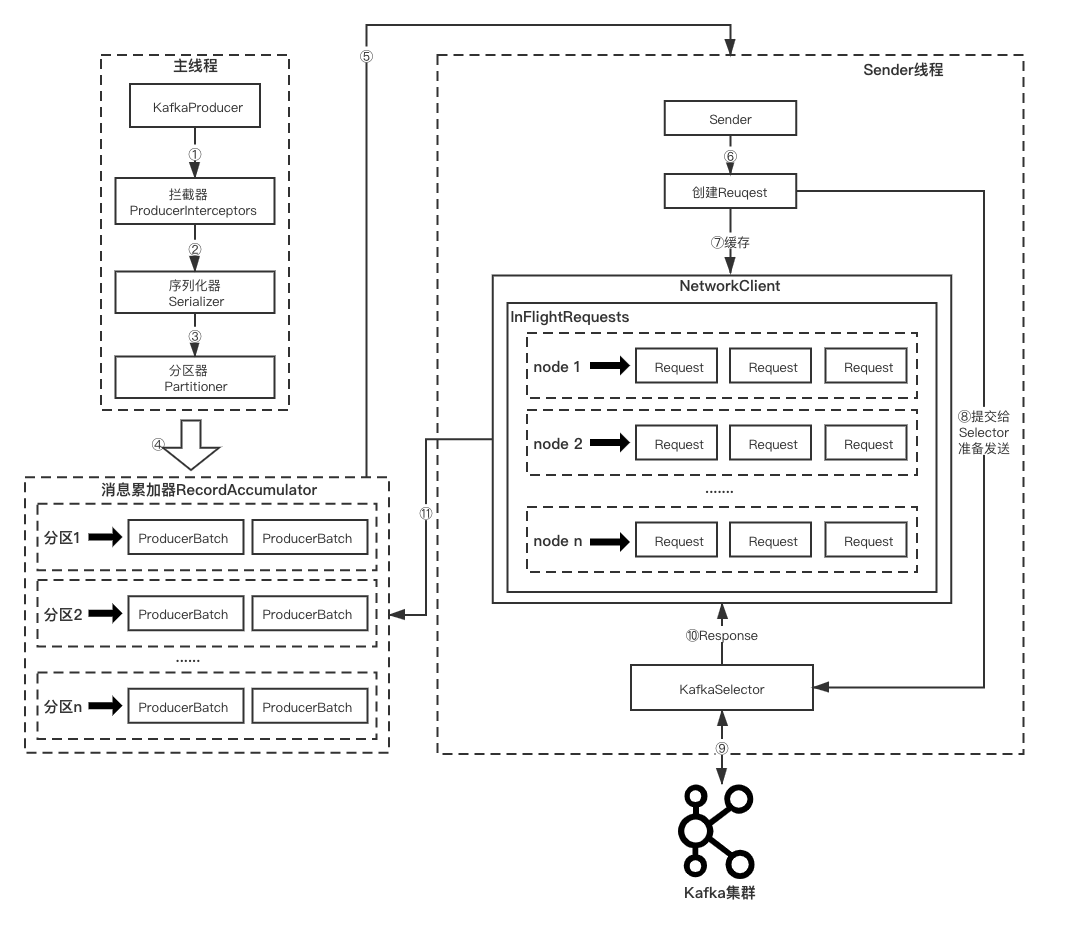 主线程
KafkaProducer
①
拦截器
ProducerInterceptors
②
序列化器
Serializer
③
分区器
Partitioner
④
消息累加器RecordAccumulator
分区1
ProducerBatch
ProducerBatch
分区2
ProducerBatch
ProducerBatch
......
分区n
ProducerBatch
ProducerBatch
⑤
Sender线程
Sender
⑥
创建Reuqest
⑦缓存
NetworkClient
InFlightRequests
node 1
Request
Request
Request
node 2
Request
Request
Request
.......
node n
Request
Request
Request
⑧提交给
Selector
准备发送
⑪
⑩Response
KafkaSelector
⑨
Kafka集群